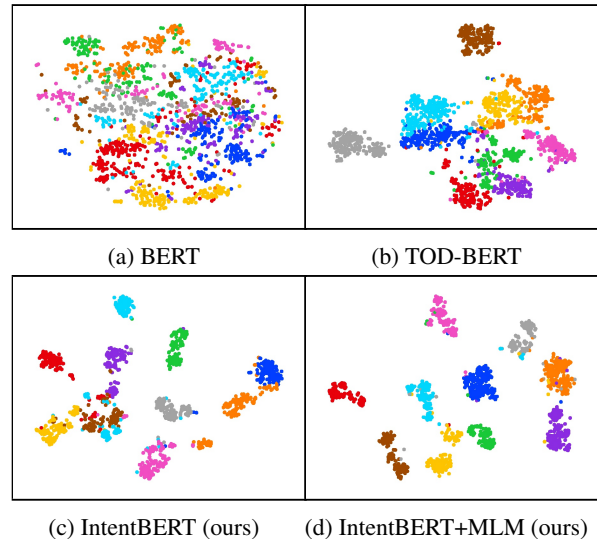 (a) BERT
(b) TOD-BERT
(c) IntentBERT (ours)
(d) IntentBERT+MLM (ours)